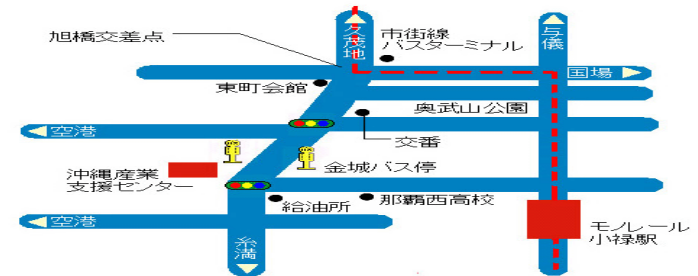 旭橋交差点
久茂地
市街線
バスターミナル
与儀
国場
東町会館
奥武山公園
空港
交番
沖縄産業
支援センター
金城バス停
給油所
那覇西高校
空港
糸満
モノレール
小禄駅